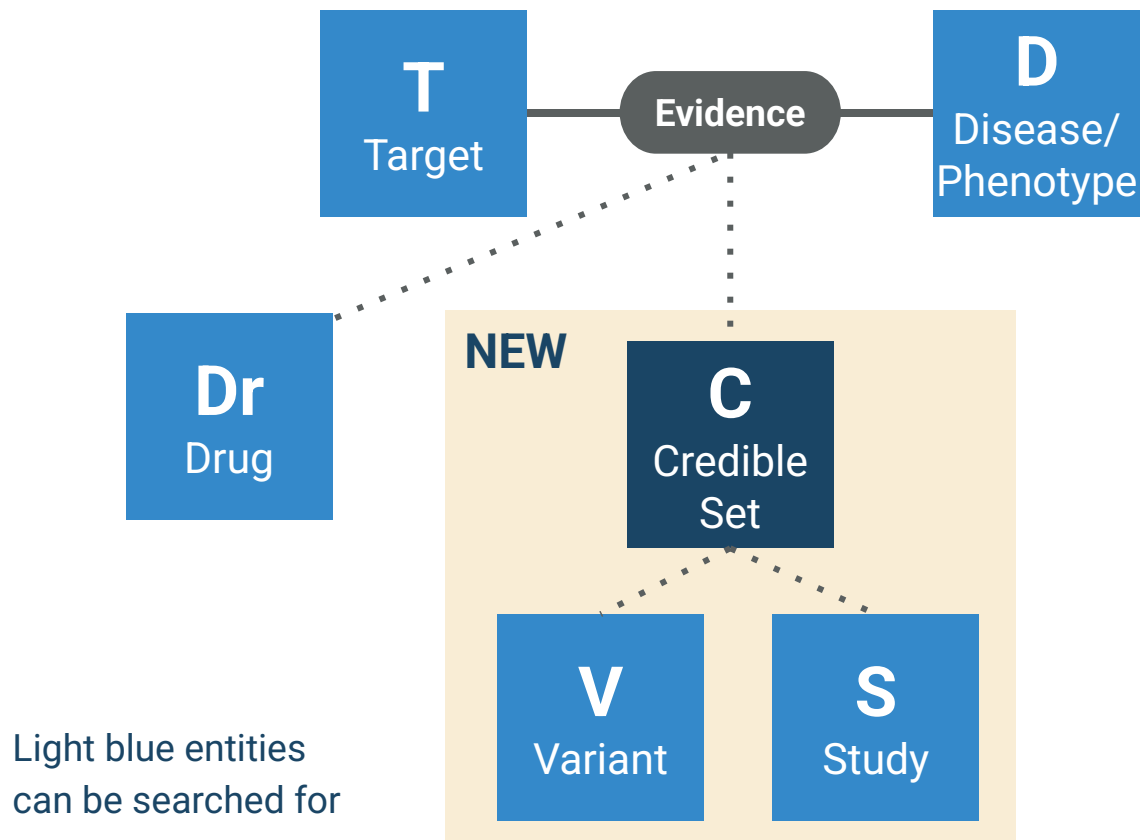 T
Target
Evidence
D
Disease/
Phenotype
Dr
Drug
NEW
C
Credible
Set
V
Variant
S
Study
Light blue entities
can be searched for